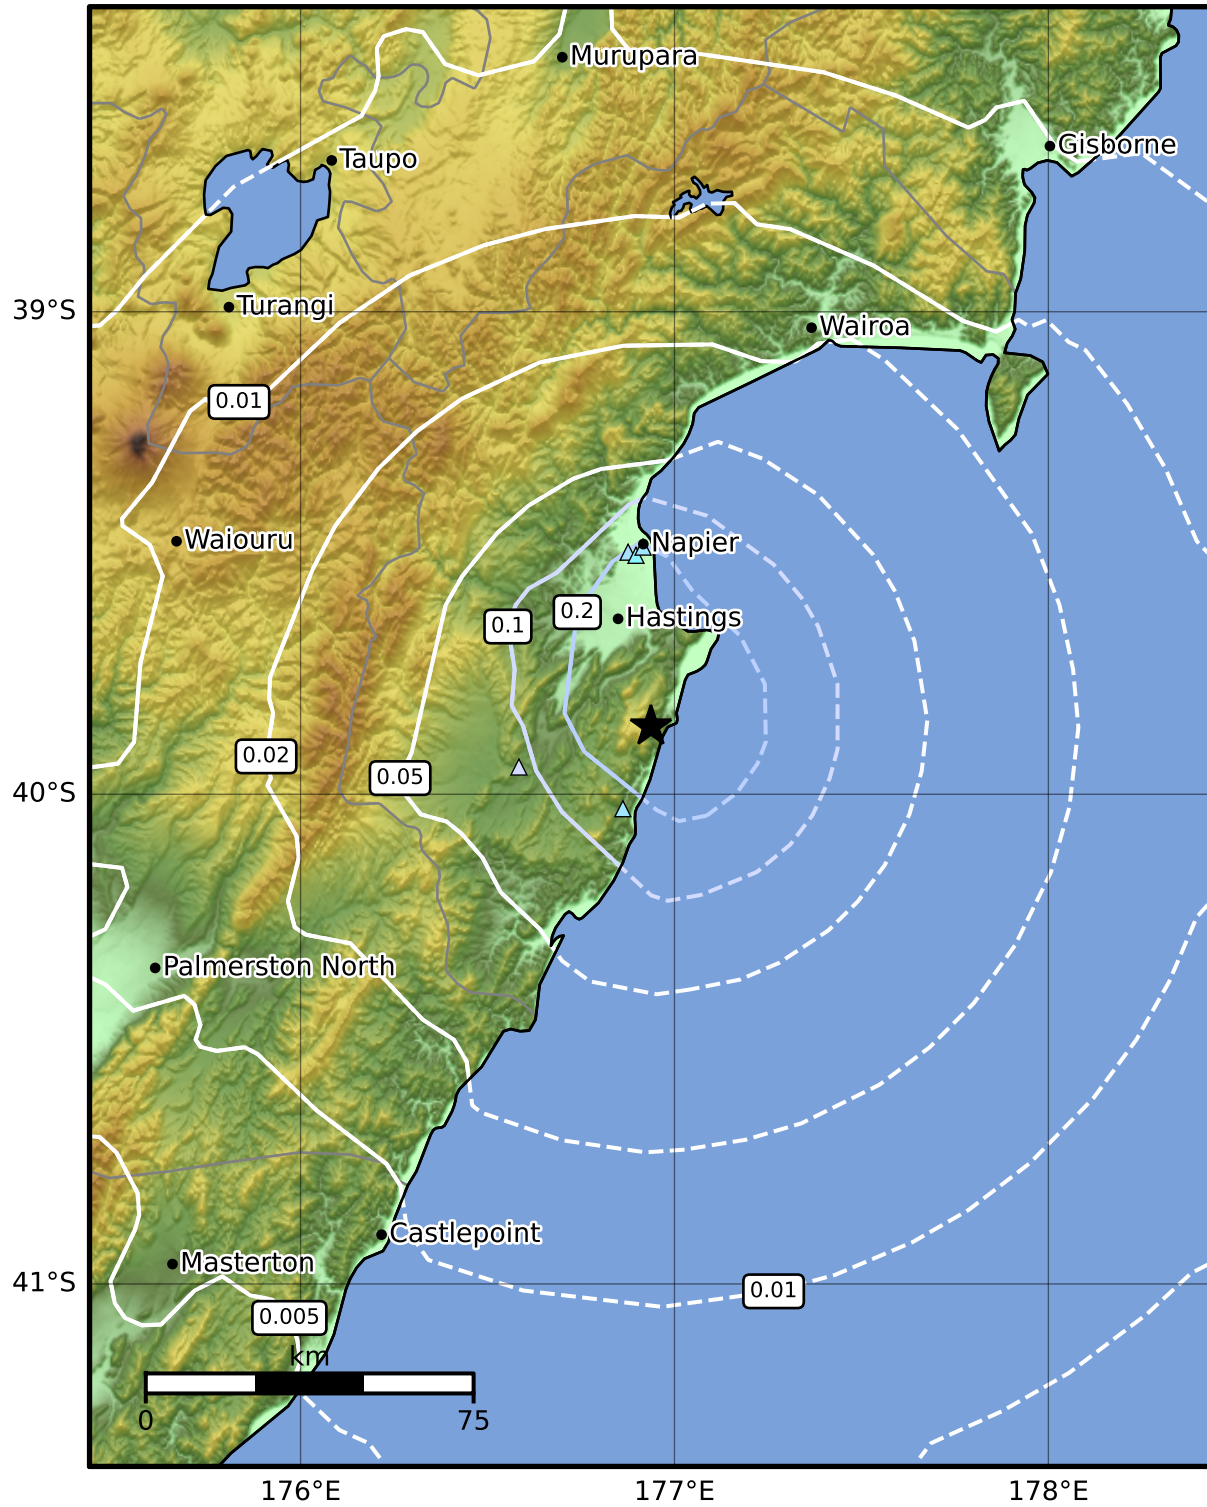 Murupara
Gisborne
Taupo
39°S
Turangi
Wairoa
0.01
Waiouru
Napier
0.1
0.2
Hastings
0.02
0.05
40°S
Palmerston North
Castlepoint
Masterton
41°S
0.01
0.005
km
0
75
176°E
177°E
178°E